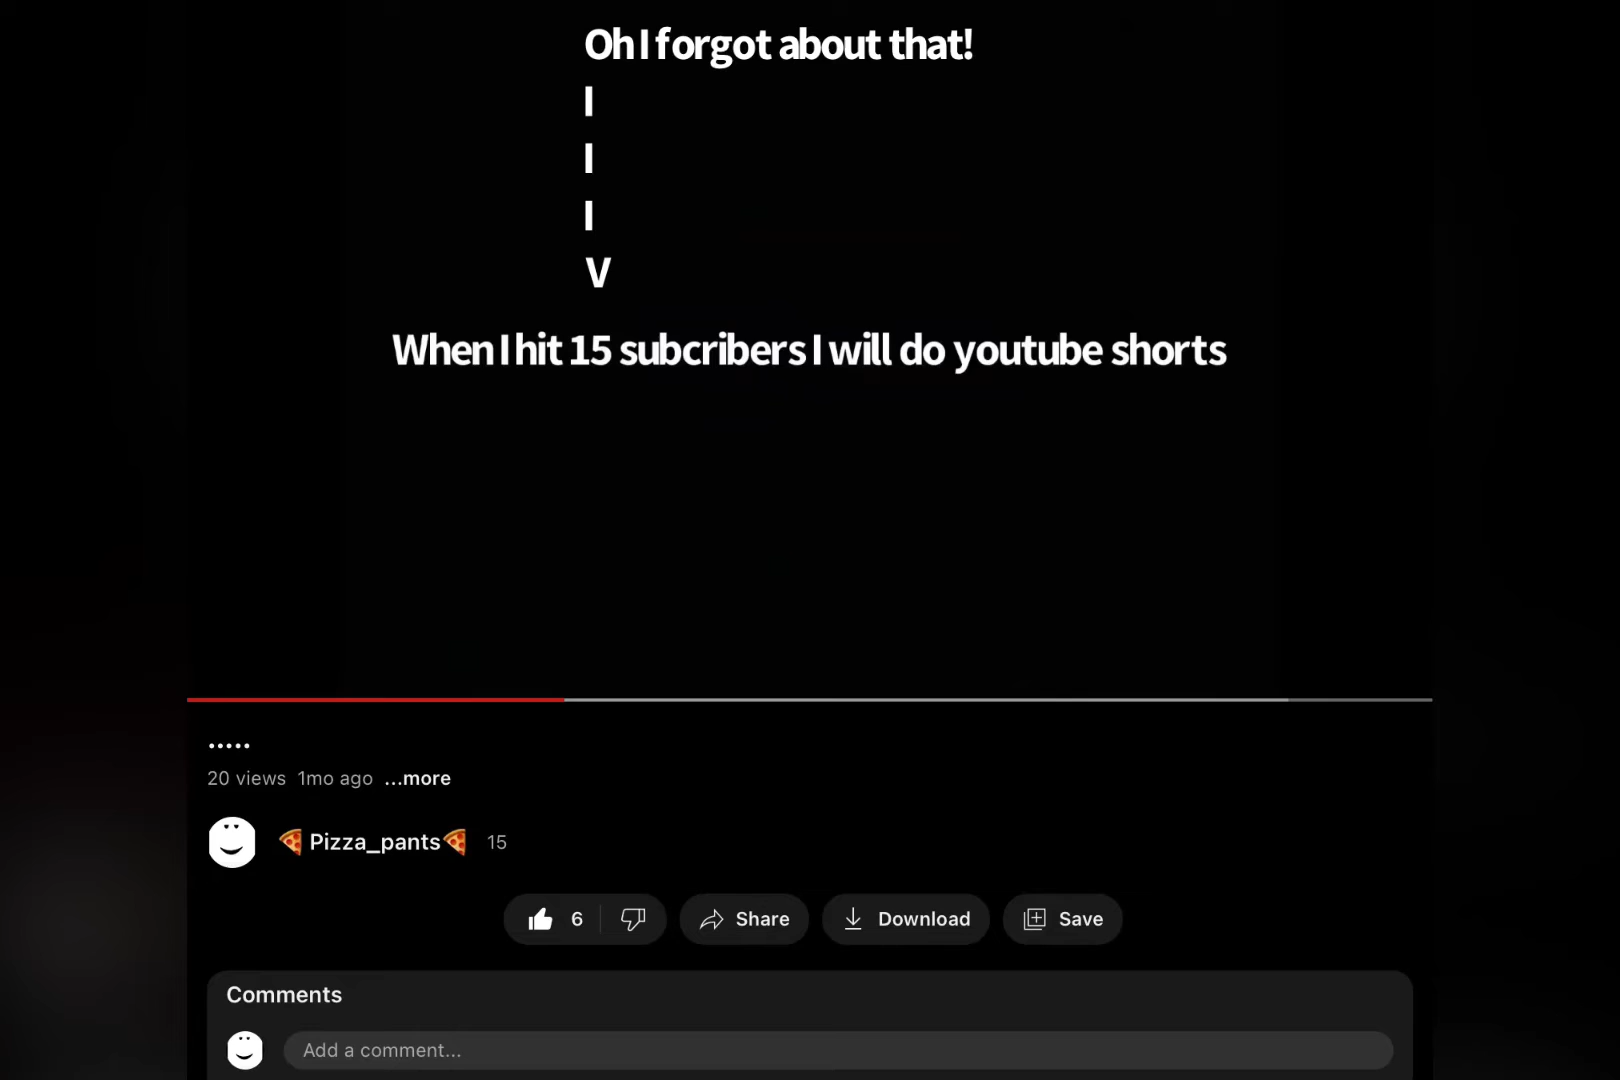 Oh I forgot about that!
I
I
I
V
When I hit 15 subcribers I will do youtube shorts
.....
20 views 1mo ago ...more
🍕Pizza_pants🍕 15
6 Share Download Save
Comments
Add a comment...